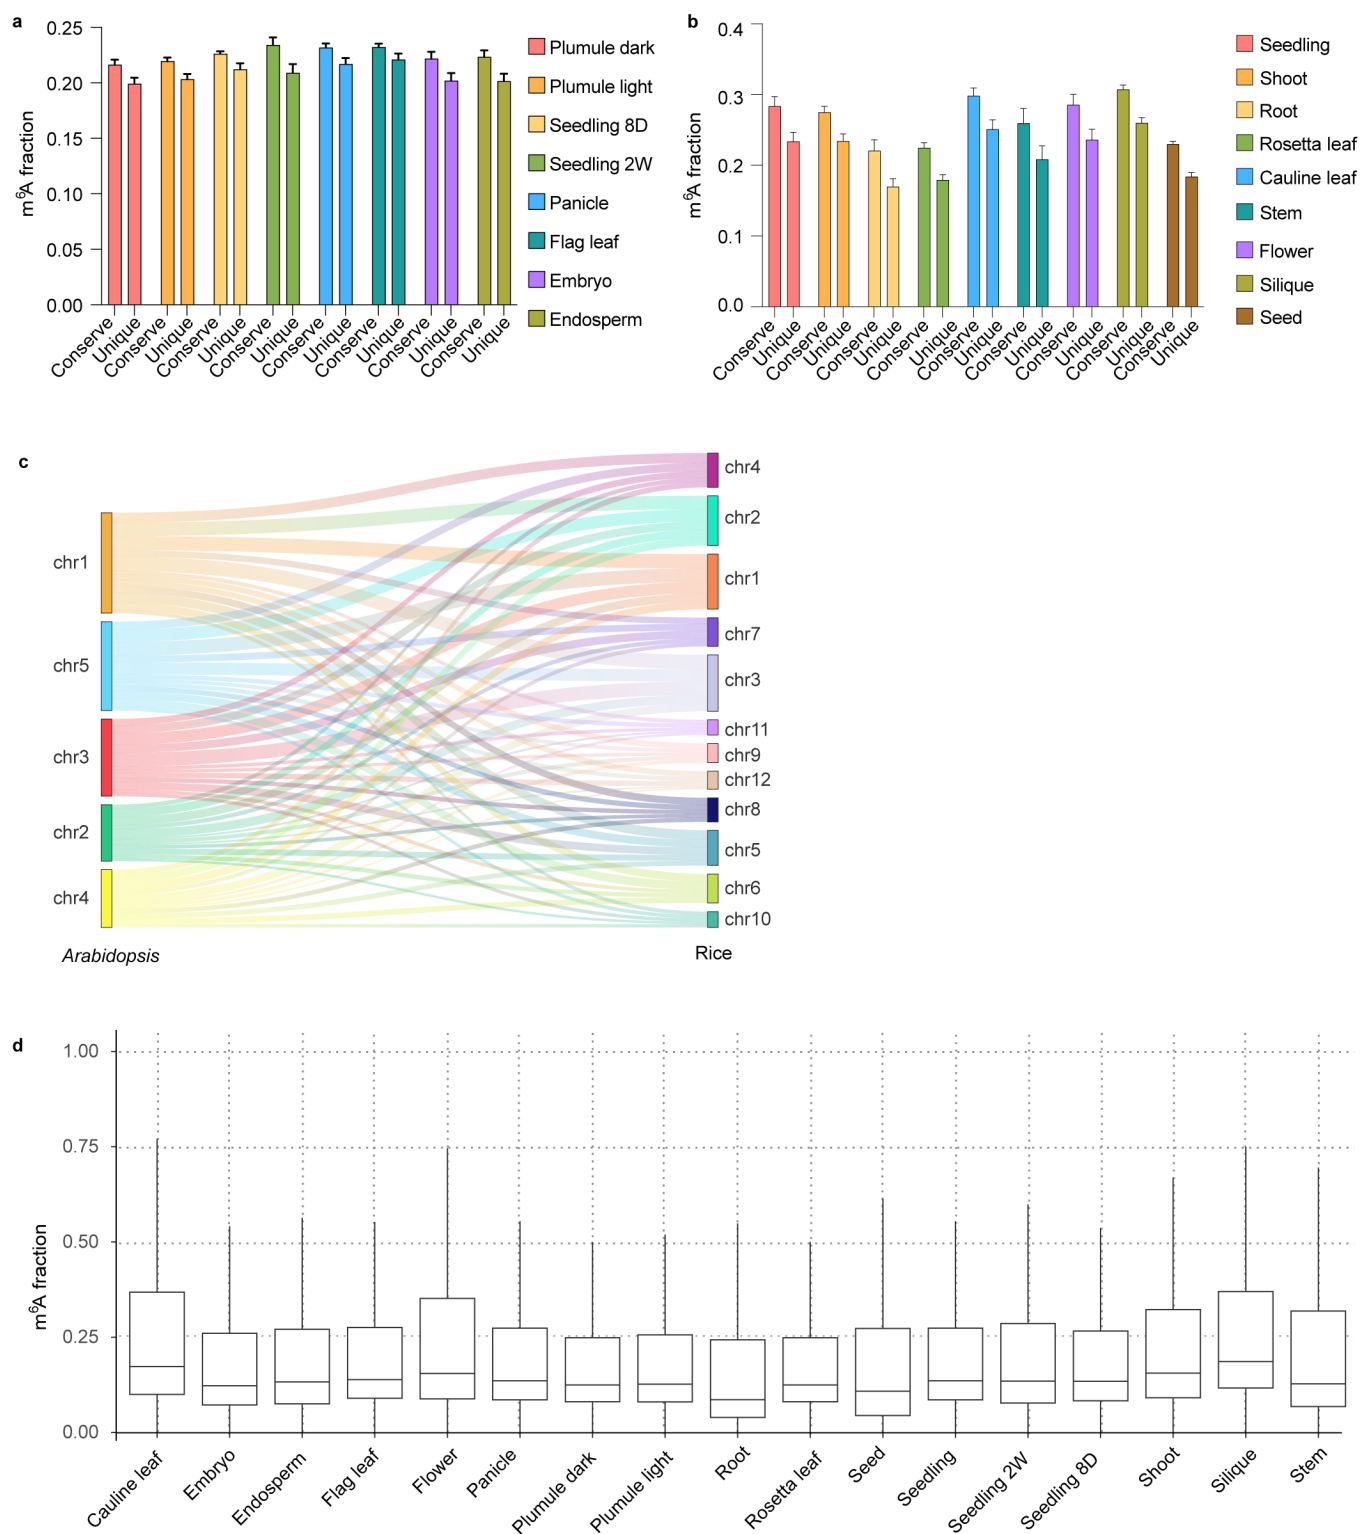 a
0.25
0.20
0.15
0.10
0.05
0.00
m⁶A fraction
Conserve
Unique
Conserve
Unique
Conserve
Unique
Conserve
Unique
Conserve
Unique
Conserve
Unique
Conserve
Unique
Conserve
Unique
Plumule dark
Plumule light
Seedling 8D
Seedling 2W
Panicle
Flag leaf
Embryo
Endosperm
b
0.4
0.3
0.2
0.1
0.0
m⁶A fraction
Conserve
Unique
Conserve
Unique
Conserve
Unique
Conserve
Unique
Conserve
Unique
Conserve
Unique
Conserve
Unique
Conserve
Unique
Conserve
Unique
Seedling
Shoot
Root
Rosetta leaf
Cauline leaf
Stem
Flower
Silique
Seed
c
chr1
chr5
chr3
chr2
chr4
Arabidopsis
chr4
chr2
chr1
chr7
chr3
chr11
chr9
chr12
chr8
chr5
chr6
chr10
Rice
d
1.00
0.75
0.50
0.25
0.00
m⁶A fraction
Cauline leaf
Embryo
Endosperm
Flag leaf
Flower
Panicle
Plumule dark
Plumule light
Root
Rosetta leaf
Seed
Seedling
Seedling 2W
Seedling 8D
Shoot
Silique
Stem